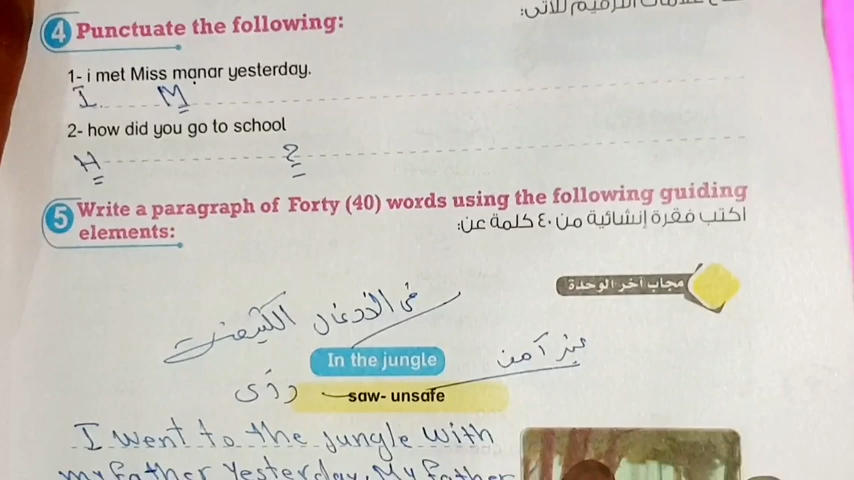 علامات الترقيم للآتي:
4 Punctuate the following:
1- i met Miss manar yesterday.
I M
2- how did you go to school
H ?
5 Write a paragraph of Forty (40) words using the following guiding elements:
اكتب فقرة إنشائية من ٤٠ كلمة عن:
مجاب آخر الوحدة
فى الأدغال الكثيفة
In the jungle
غير آمن
رأى
saw- unsafe
I went to the jungle with
my father yesterday. My father